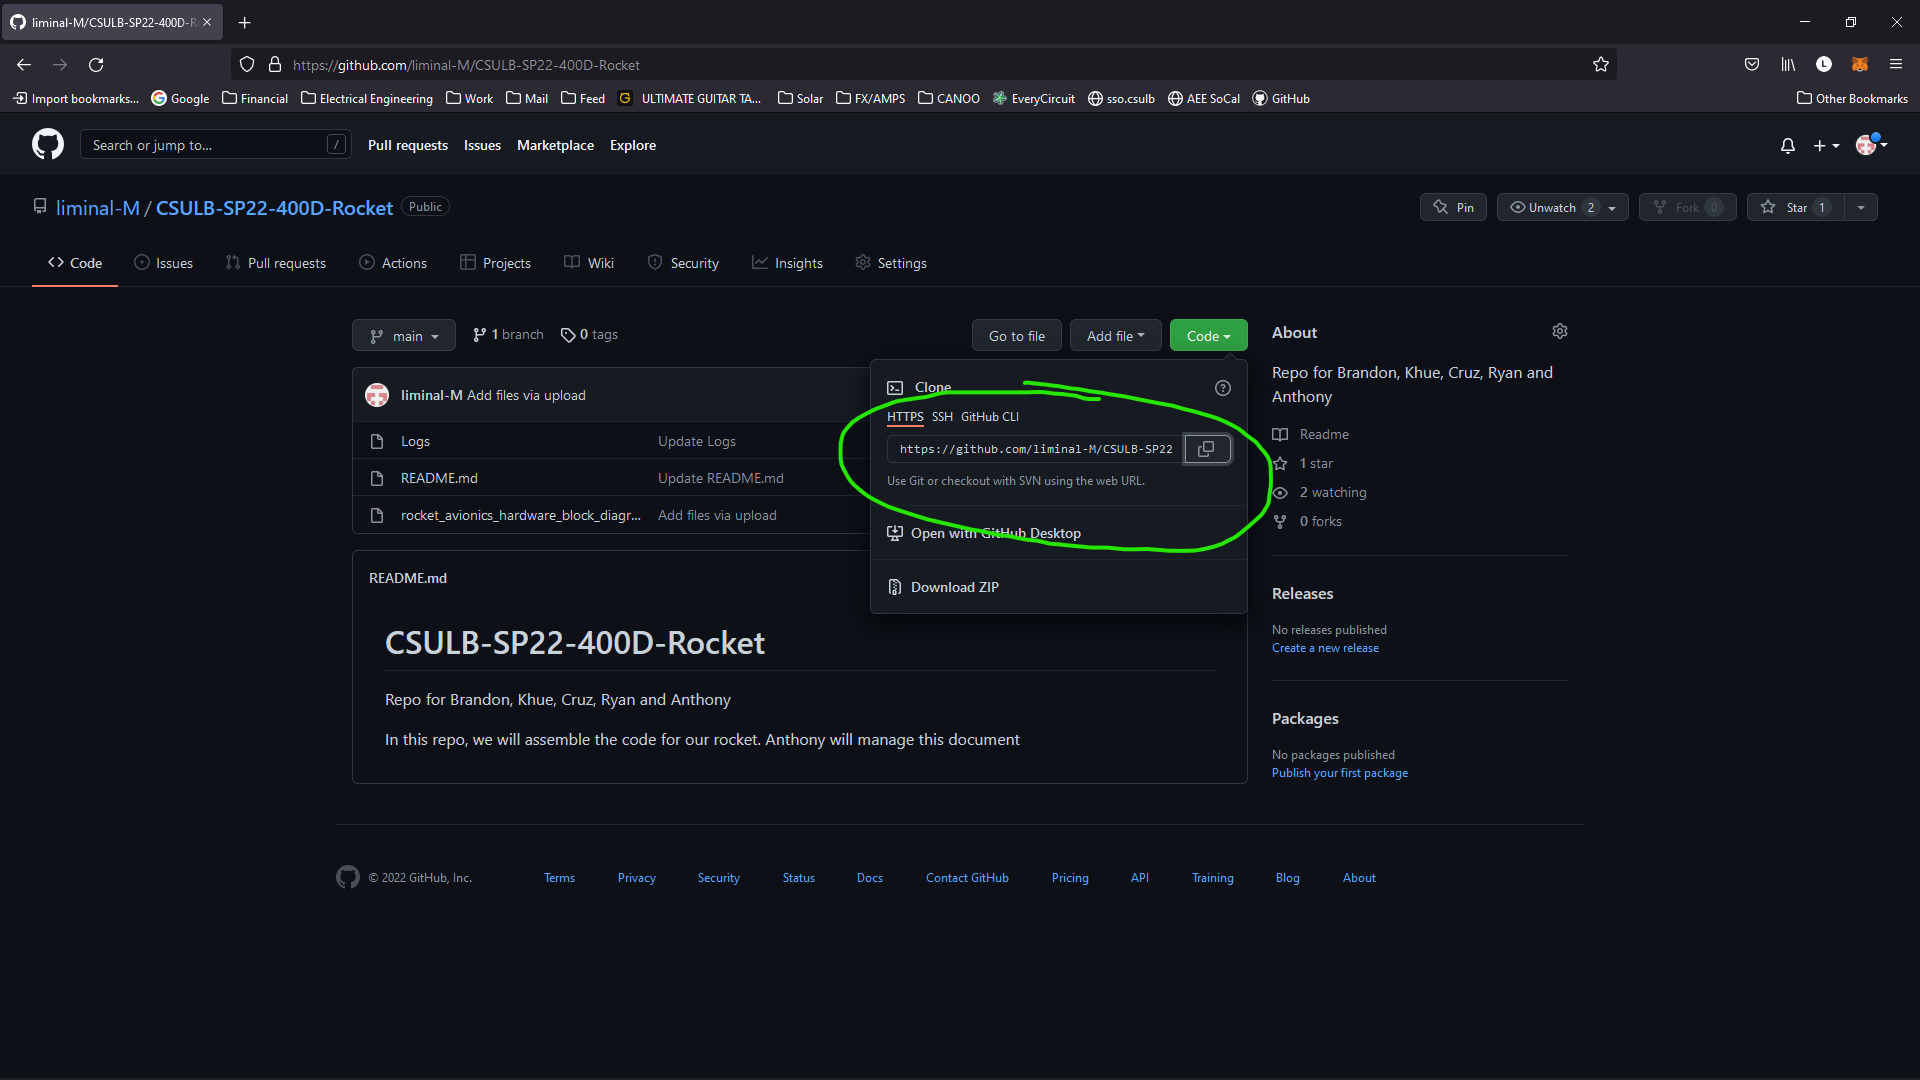 liminal-M/CSULB-SP22-400D-R
https://github.com/liminal-M/CSULB-SP22-400D-Rocket
L
Import bookmarks... Google Financial Electrical Engineering Work Mail Feed G ULTIMATE GUITAR TA... Solar FX/AMPS CANOO EveryCircuit sso.csulb AEE SoCal GitHub Other Bookmarks
Search or jump to... / Pull requests Issues Marketplace Explore
liminal-M / CSULB-SP22-400D-Rocket Public Pin Unwatch 2 Fork 0 Star 1
Code Issues Pull requests Actions Projects Wiki Security Insights Settings
main 1 branch 0 tags Go to file Add file Code
liminal-M Add files via upload
Logs Update Logs
README.md Update README.md
rocket_avionics_hardware_block_diagr... Add files via upload
Clone
HTTPS SSH GitHub CLI
https://github.com/liminal-M/CSULB-SP22
Use Git or checkout with SVN using the web URL.
Open with GitHub Desktop
Download ZIP
README.md
CSULB-SP22-400D-Rocket
Repo for Brandon, Khue, Cruz, Ryan and Anthony
In this repo, we will assemble the code for our rocket. Anthony will manage this document
About
Repo for Brandon, Khue, Cruz, Ryan and
Anthony
Readme
1 star
2 watching
0 forks
Releases
No releases published
Create a new release
Packages
No packages published
Publish your first package
© 2022 GitHub, Inc. Terms Privacy Security Status Docs Contact GitHub Pricing API Training Blog About